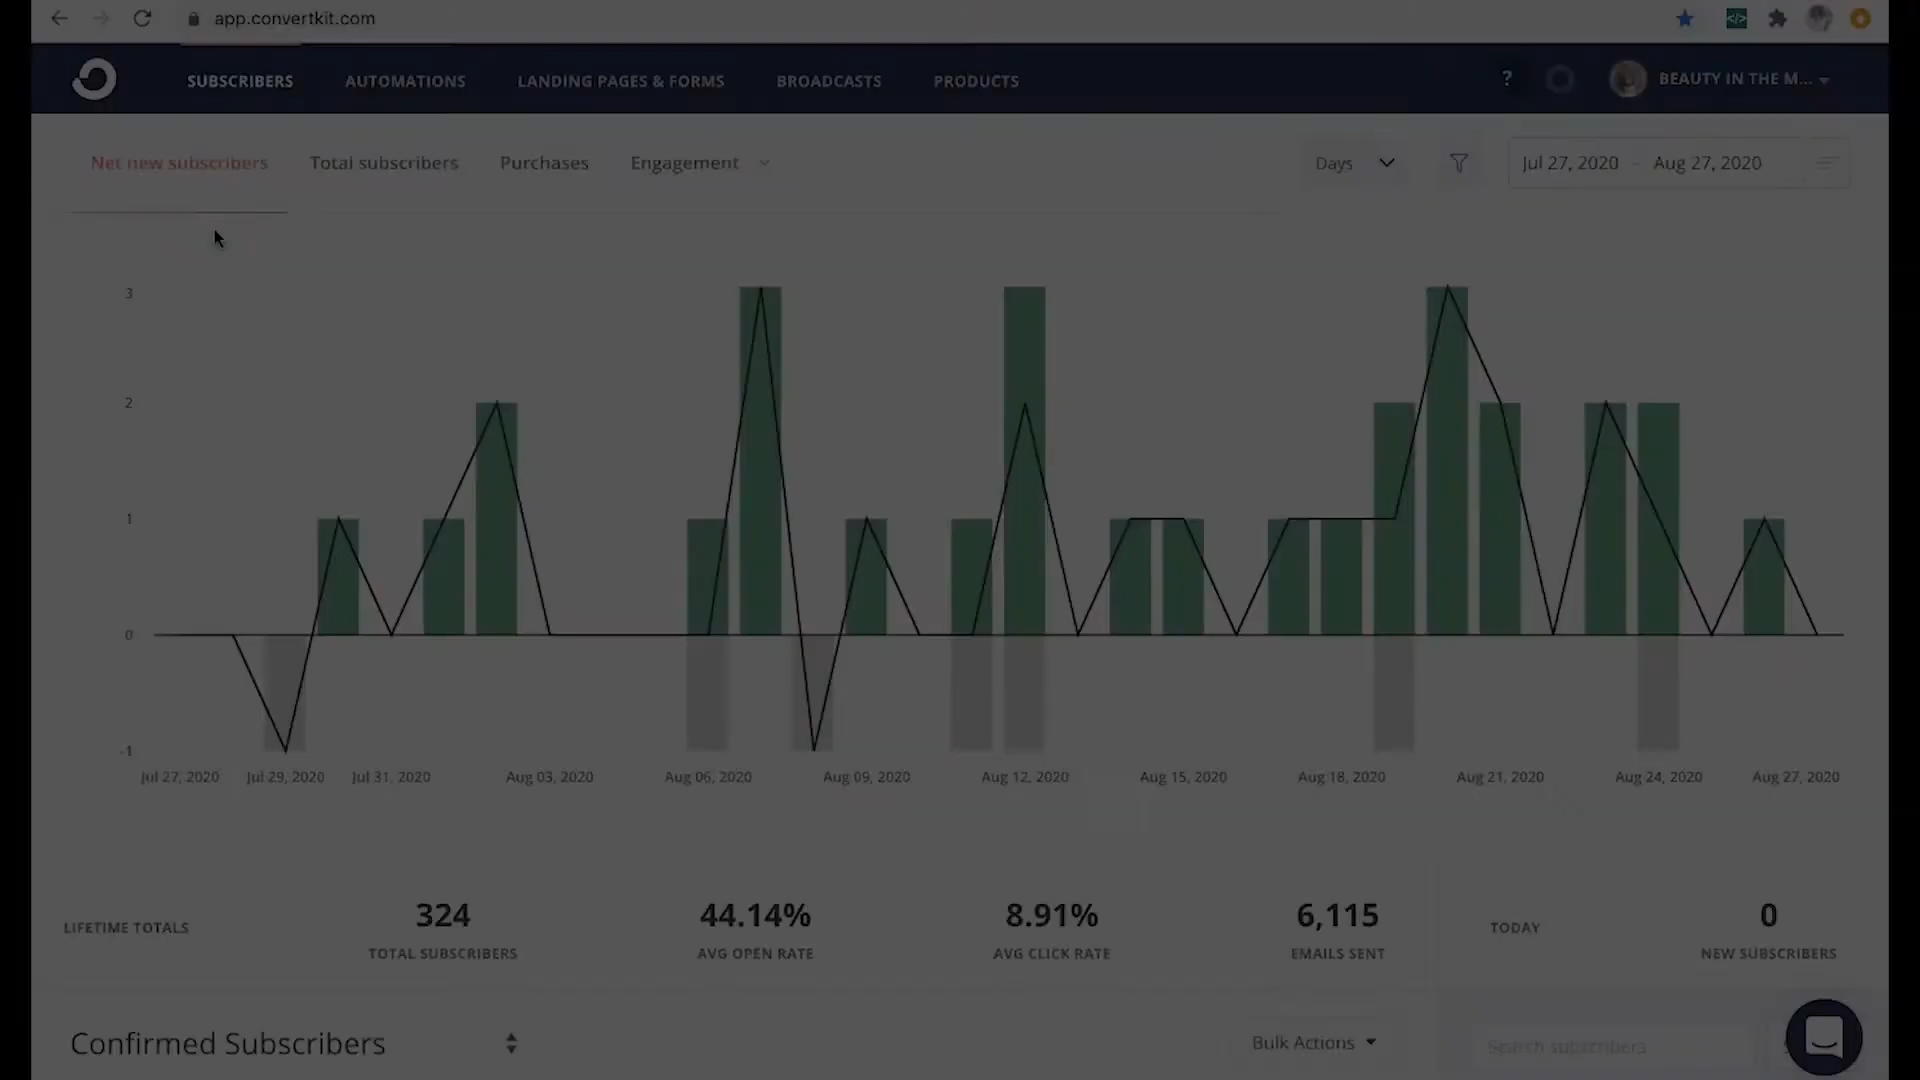 app.convertkit.com
SUBSCRIBERS AUTOMATIONS LANDING PAGES & FORMS BROADCASTS PRODUCTS ? BEAUTY IN THE M...
Net new subscribers Total subscribers Purchases Engagement Days Jul 27, 2020 - Aug 27, 2020
3
2
1
0
-1
Jul 27, 2020 Jul 29, 2020 Jul 31, 2020 Aug 03, 2020 Aug 06, 2020 Aug 09, 2020 Aug 12, 2020 Aug 15, 2020 Aug 18, 2020 Aug 21, 2020 Aug 24, 2020 Aug 27, 2020
324 44.14% 8.91% 6,115 0
LIFETIME TOTALS TODAY
TOTAL SUBSCRIBERS AVG OPEN RATE AVG CLICK RATE EMAILS SENT NEW SUBSCRIBERS
Confirmed Subscribers Bulk Actions Search subscribers